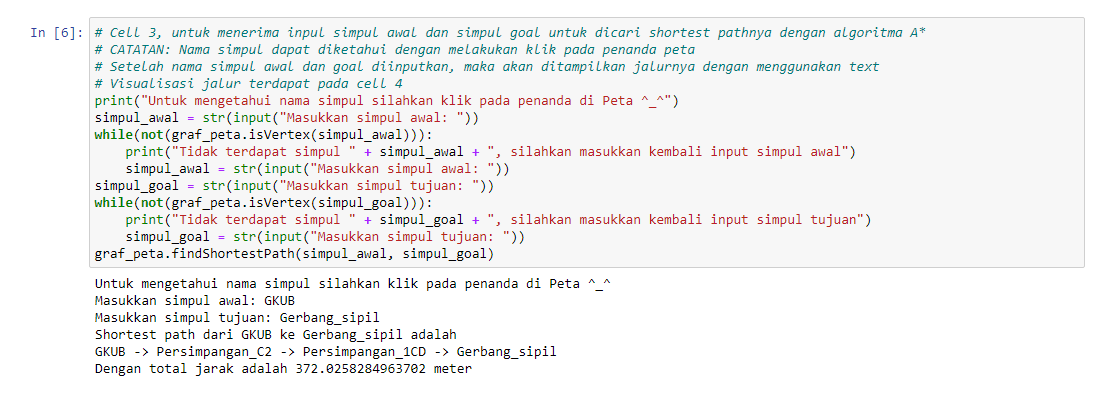 In [6]: # Cell 3, untuk menerima inpul simpul awal dan simpul goal untuk dicari shortest pathnya dengan algoritma A*
# CATATAN: Nama simpul dapat diketahui dengan melakukan klik pada penanda peta
# Setelah nama simpul awal dan goal diinputkan, maka akan ditampilkan jalurnya dengan menggunakan text
# Visualisasi jalur terdapat pada cell 4
print("Untuk mengetahui nama simpul silahkan klik pada penanda di Peta ^_^")
simpul_awal = str(input("Masukkan simpul awal: "))
while(not(graf_peta.isVertex(simpul_awal))):
    print("Tidak terdapat simpul " + simpul_awal + ", silahkan masukkan kembali input simpul awal")
    simpul_awal = str(input("Masukkan simpul awal: "))
simpul_goal = str(input("Masukkan simpul tujuan: "))
while(not(graf_peta.isVertex(simpul_goal))):
    print("Tidak terdapat simpul " + simpul_goal + ", silahkan masukkan kembali input simpul tujuan")
    simpul_goal = str(input("Masukkan simpul tujuan: "))
graf_peta.findShortestPath(simpul_awal, simpul_goal)
Untuk mengetahui nama simpul silahkan klik pada penanda di Peta ^_^
Masukkan simpul awal: GKUB
Masukkan simpul tujuan: Gerbang_sipil
Shortest path dari GKUB ke Gerbang_sipil adalah
GKUB -> Persimpangan_C2 -> Persimpangan_1CD -> Gerbang_sipil
Dengan total jarak adalah 372.0258284963702 meter